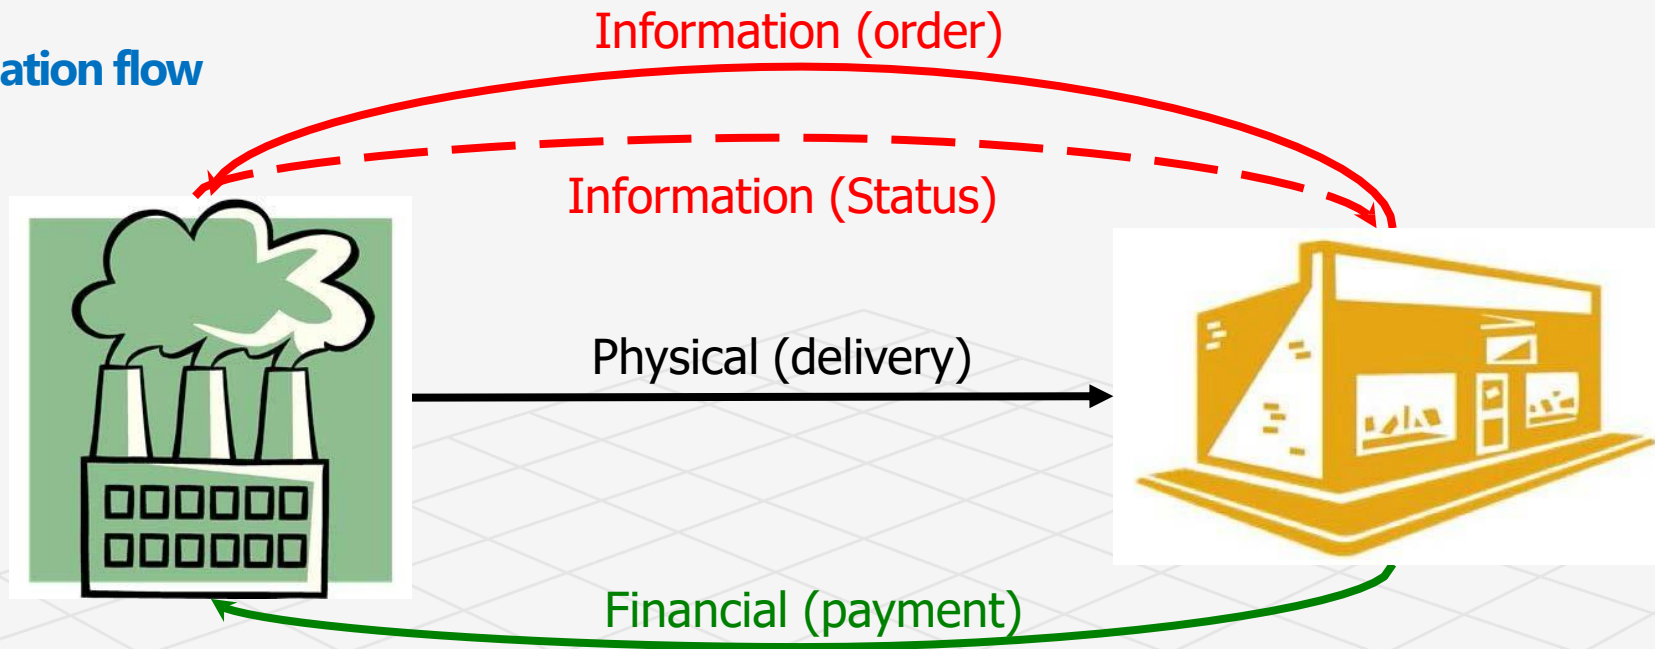 Information (order)
ation flow
Information (Status)
Physical (delivery)
Financial (payment)